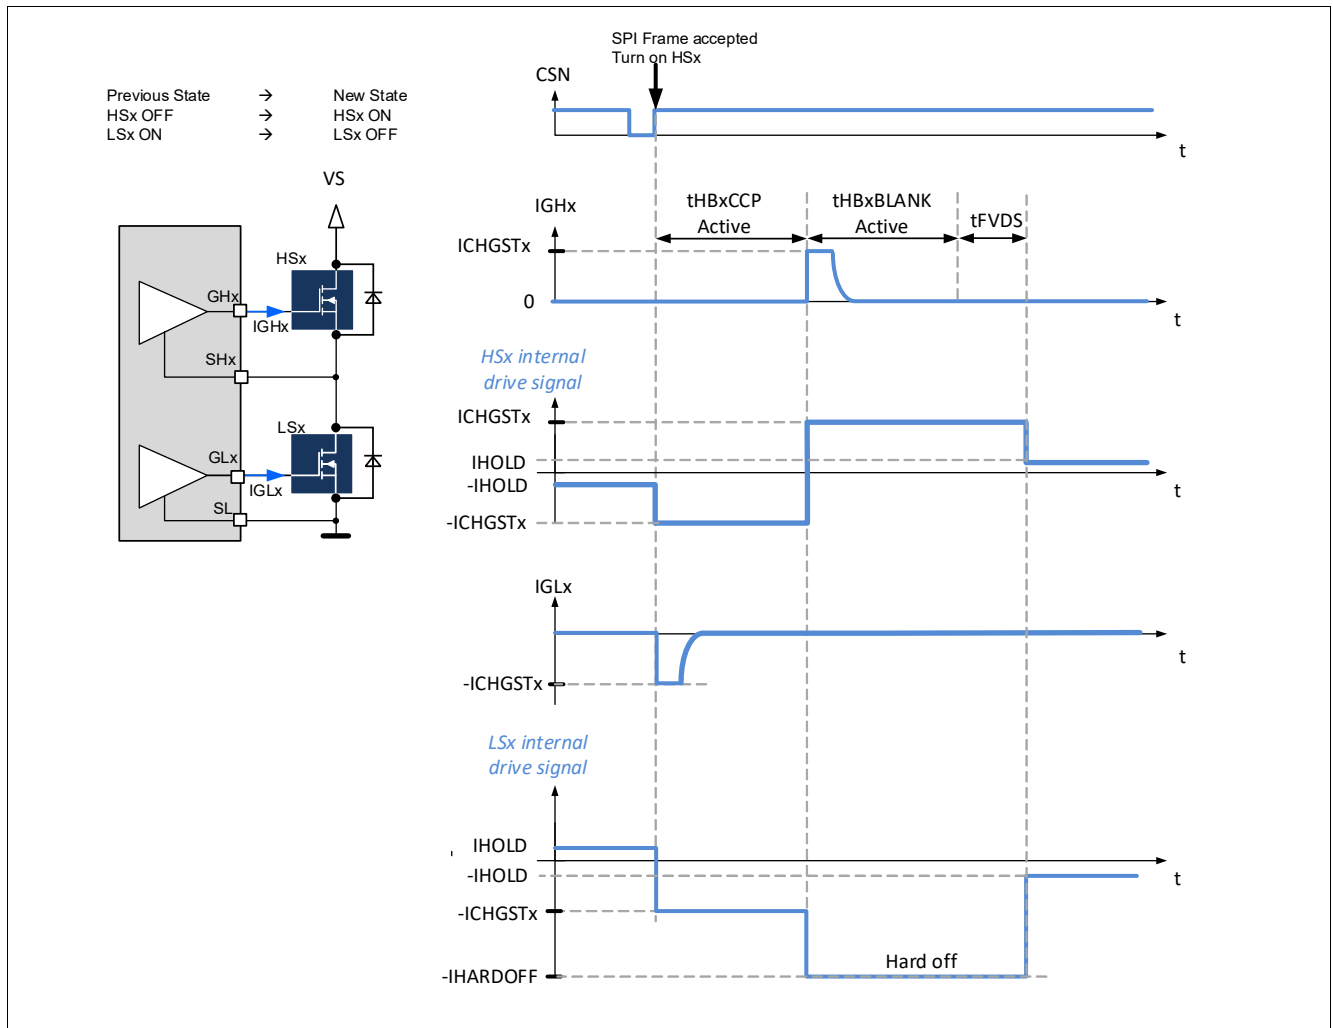 SPI Frame accepted
Turn on HSx
CSN
t
Previous State → New State
HSx OFF → HSx ON
LSx ON → LSx OFF
VS
HSx
GHx
IGHx
SHx
LSx
GLx
IGLx
SL
IGHx
tHBxCCP
Active
tHBxBLANK
Active
tFVDS
ICHGSTx
0
t
HSx internal
drive signal
ICHGSTx
IHOLD
-IHOLD
-ICHGSTx
t
IGLx
-ICHGSTx
t
LSx internal
drive signal
IHOLD
-
-IHOLD
t
-ICHGSTx
-IHARDOFF
Hard off